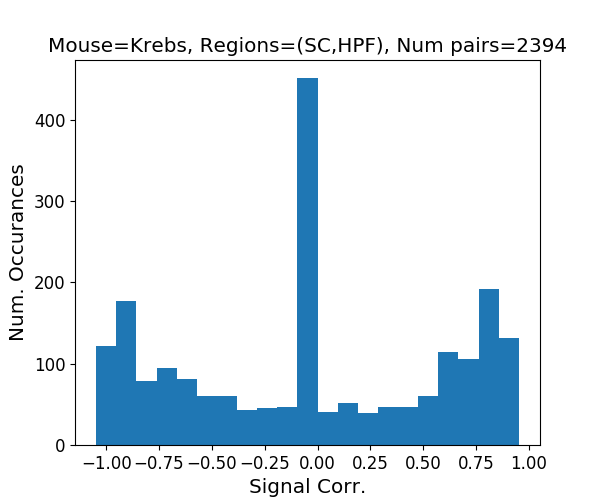 Mouse=Krebs, Regions=(SC,HPF), Num pairs=2394
Num. Occurances
400
300
200
100
0
−1.00 −0.75 −0.50 −0.25 0.00 0.25 0.50 0.75 1.00
Signal Corr.